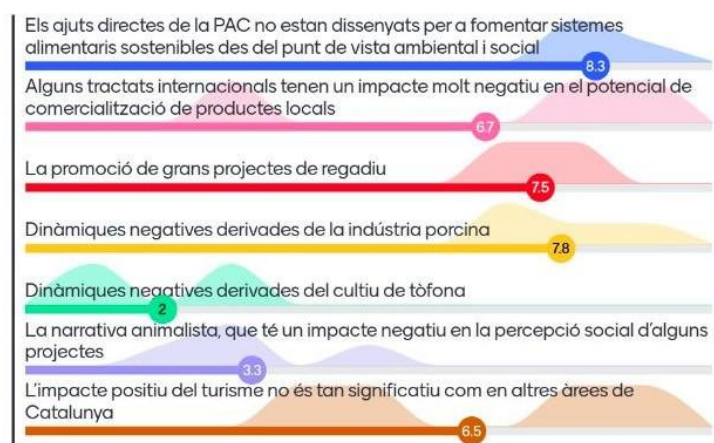 Els ajuts directes de la PAC no estan dissenyats per a fomentar sistemes
alimentaris sostenibles des del punt de vista ambiental i social
8.3
Alguns tractats internacionals tenen un impacte molt negatiu en el potencial de
comercialització de productes locals
6.7
La promoció de grans projectes de regadiu
7.5
Dinàmiques negatives derivades de la indústria porcina
7.8
Dinàmiques negatives derivades del cultiu de tòfona
2
La narrativa animalista, que té un impacte negatiu en la percepció social d'alguns
projectes
3.3
L'impacte positiu del turisme no és tan significatiu com en altres àrees de
Catalunya
6.5